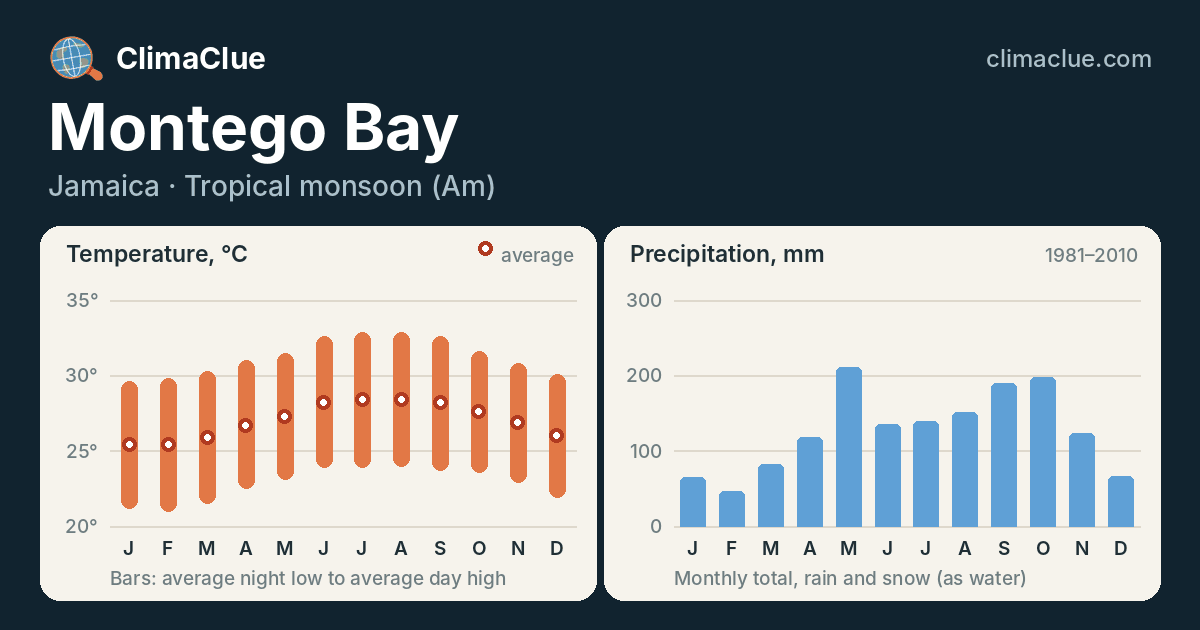 ClimaClue
climaclue.com
Montego Bay
Jamaica · Tropical monsoon (Am)
Temperature, °C
average
35°
30°
25°
20°
J F M A M J J A S O N D
Bars: average night low to average day high
Precipitation, mm
1981–2010
300
200
100
0
J F M A M J J A S O N D
Monthly total, rain and snow (as water)